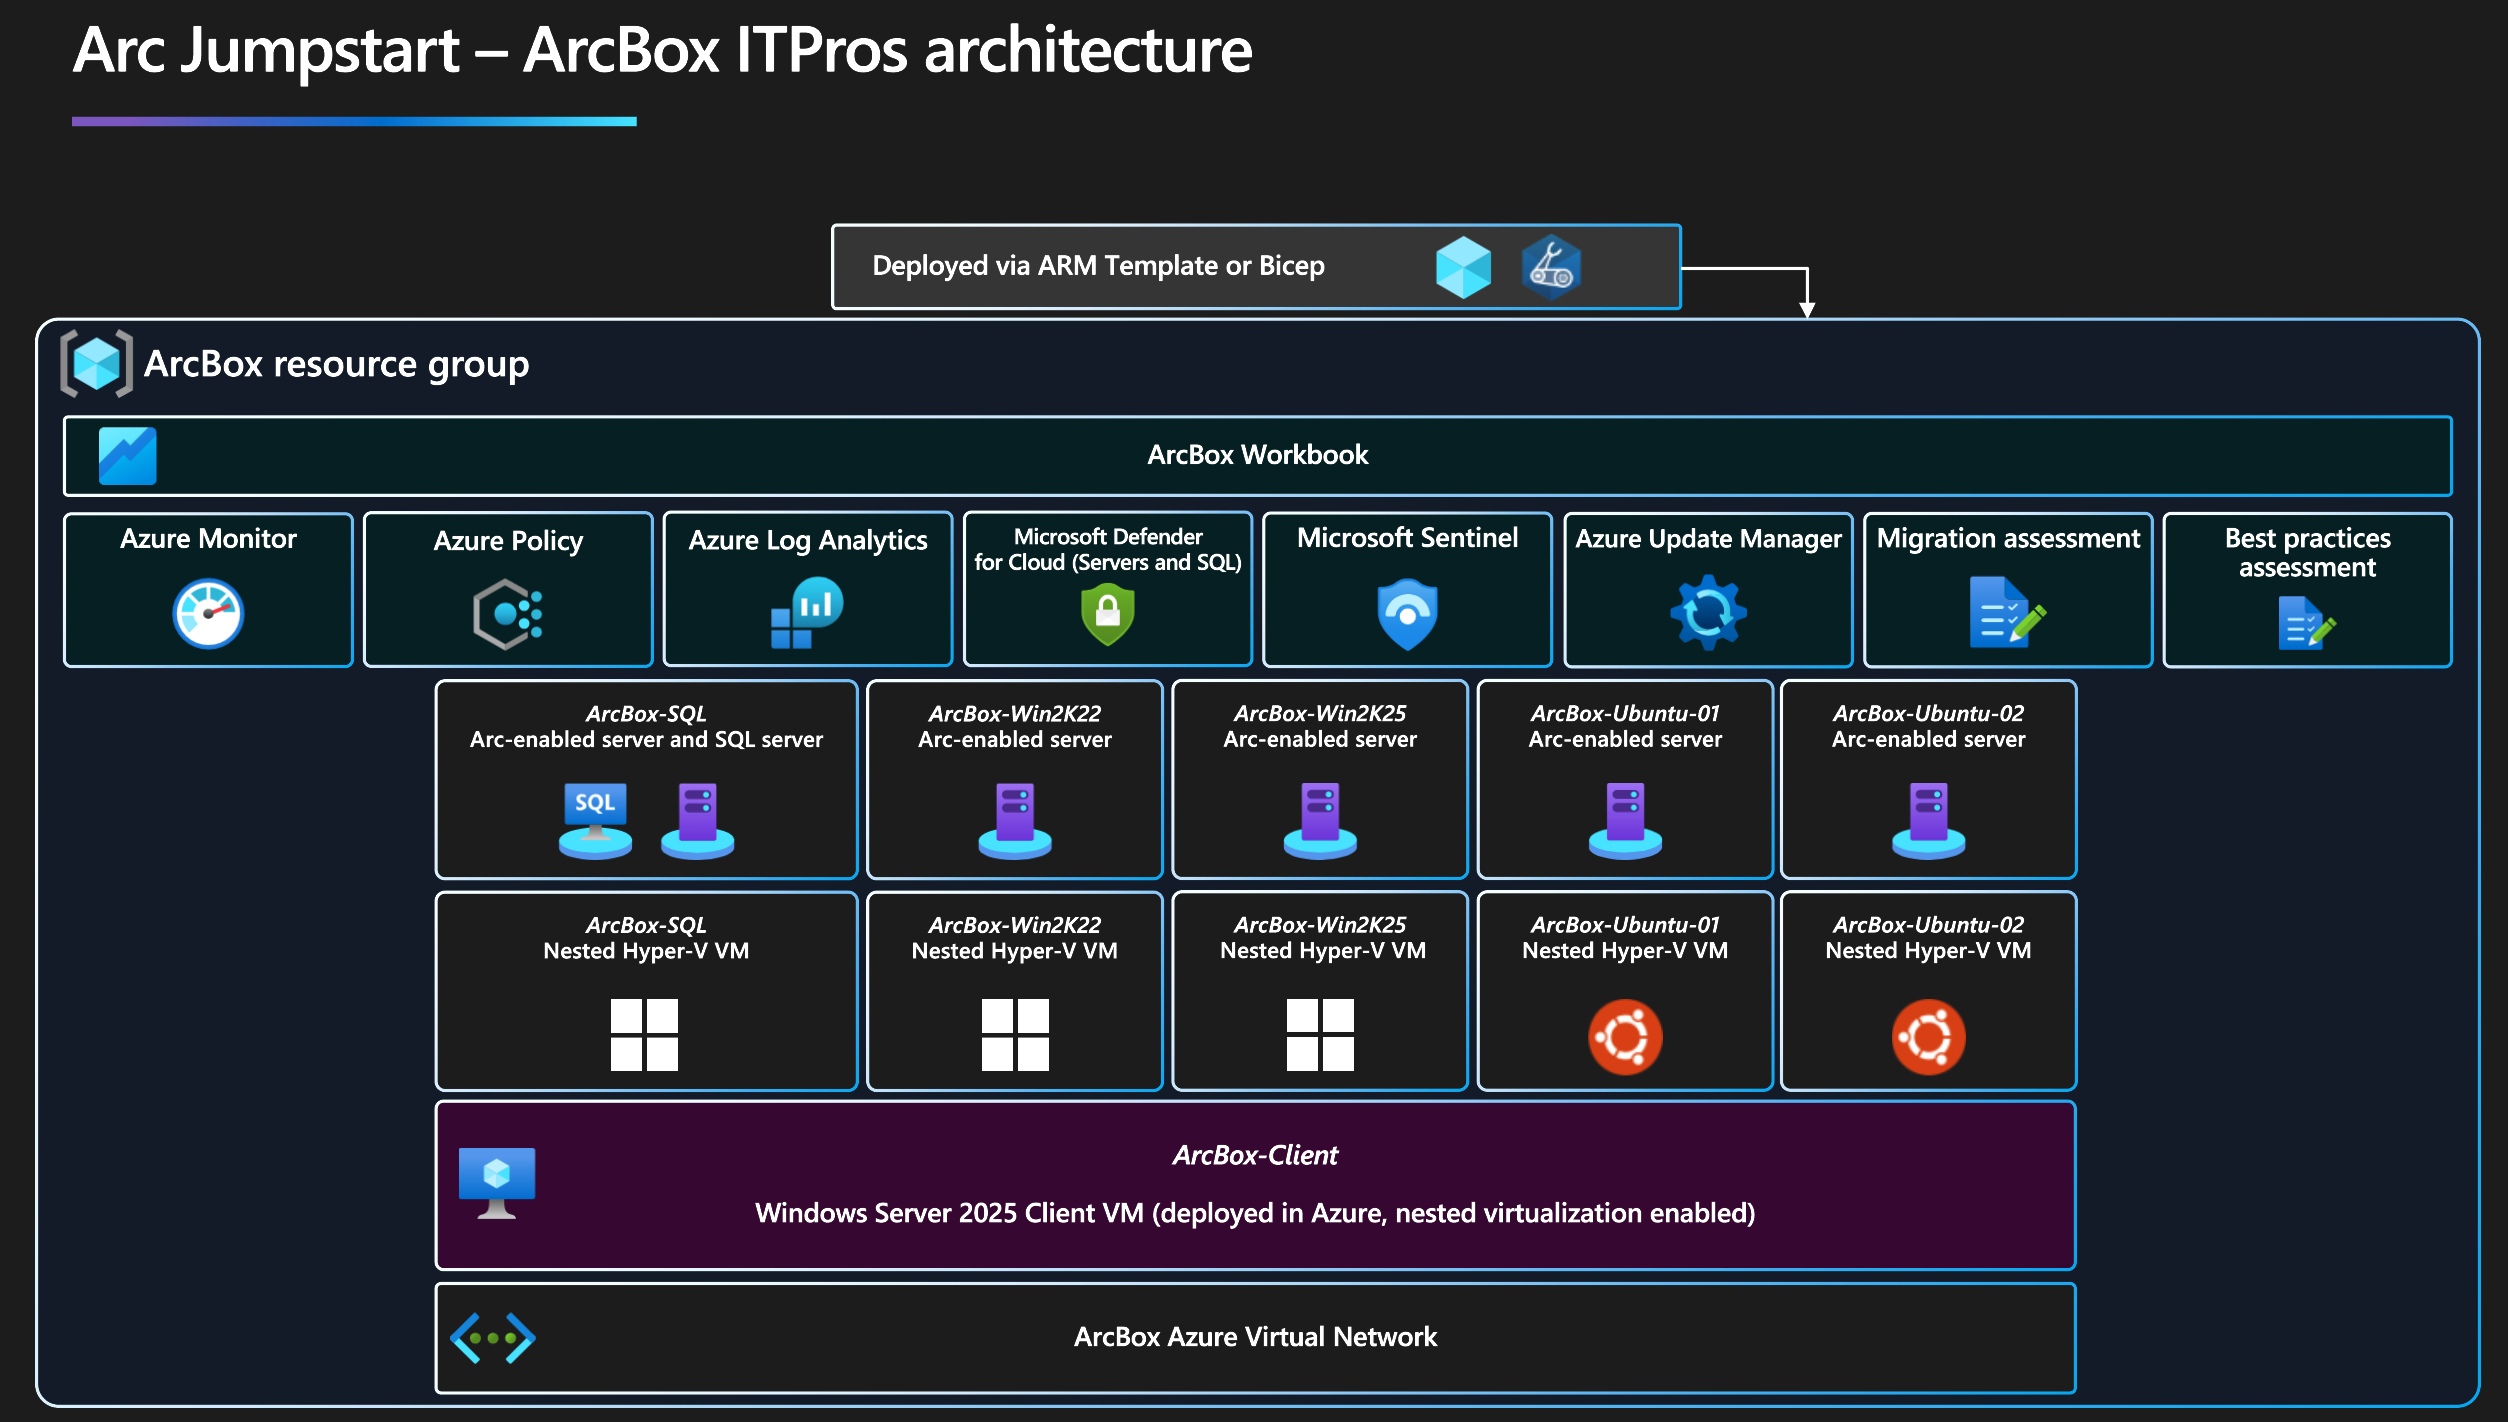 Arc Jumpstart – ArcBox ITPros architecture
Deployed via ARM Template or Bicep
ArcBox resource group
ArcBox Workbook
Azure Monitor
Azure Policy
Azure Log Analytics
Microsoft Defender
for Cloud (Servers and SQL)
Microsoft Sentinel
Azure Update Manager
Migration assessment
Best practices
assessment
ArcBox-SQL
Arc-enabled server and SQL server
SQL
ArcBox-Win2K22
Arc-enabled server
ArcBox-Win2K25
Arc-enabled server
ArcBox-Ubuntu-01
Arc-enabled server
ArcBox-Ubuntu-02
Arc-enabled server
ArcBox-SQL
Nested Hyper-V VM
ArcBox-Win2K22
Nested Hyper-V VM
ArcBox-Win2K25
Nested Hyper-V VM
ArcBox-Ubuntu-01
Nested Hyper-V VM
ArcBox-Ubuntu-02
Nested Hyper-V VM
ArcBox-Client
Windows Server 2025 Client VM (deployed in Azure, nested virtualization enabled)
ArcBox Azure Virtual Network